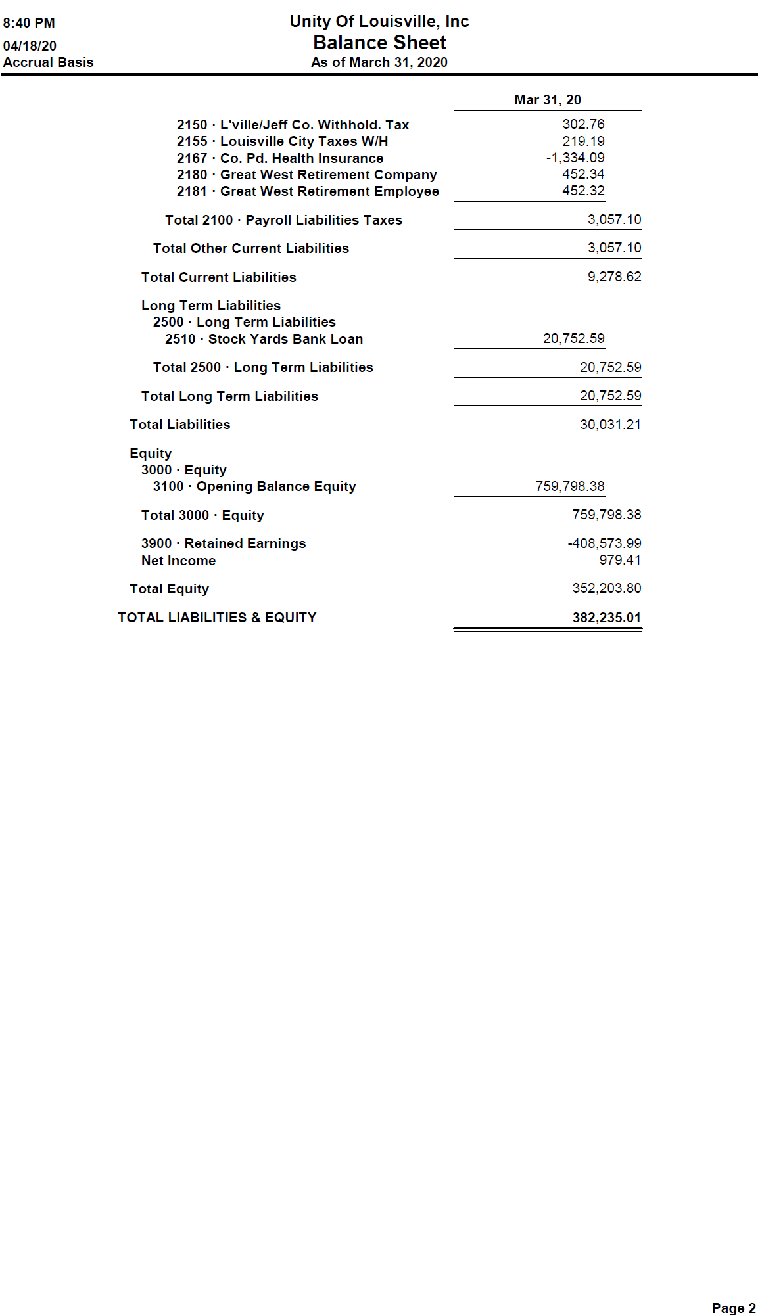 8:40 PM
Unity Of Louisville, Inc
04/18/20
Balance Sheet
Accrual Basis
As of March 31, 2020
Mar 31, 20
2150 · L'ville/Jeff Co. Withhold. Tax 302.76
2155 · Louisville City Taxes W/H 219.19
2167 · Co. Pd. Health Insurance -1,334.09
2180 · Great West Retirement Company 452.34
2181 · Great West Retirement Employee 452.32
Total 2100 · Payroll Liabilities Taxes 3,057.10
Total Other Current Liabilities 3,057.10
Total Current Liabilities 9,278.62
Long Term Liabilities
2500 · Long Term Liabilities
2510 · Stock Yards Bank Loan 20,752.59
Total 2500 · Long Term Liabilities 20,752.59
Total Long Term Liabilities 20,752.59
Total Liabilities 30,031.21
Equity
3000 · Equity
3100 · Opening Balance Equity 759,798.38
Total 3000 · Equity 759,798.38
3900 · Retained Earnings -408,573.99
Net Income 979.41
Total Equity 352,203.80
TOTAL LIABILITIES & EQUITY 382,235.01
Page 2